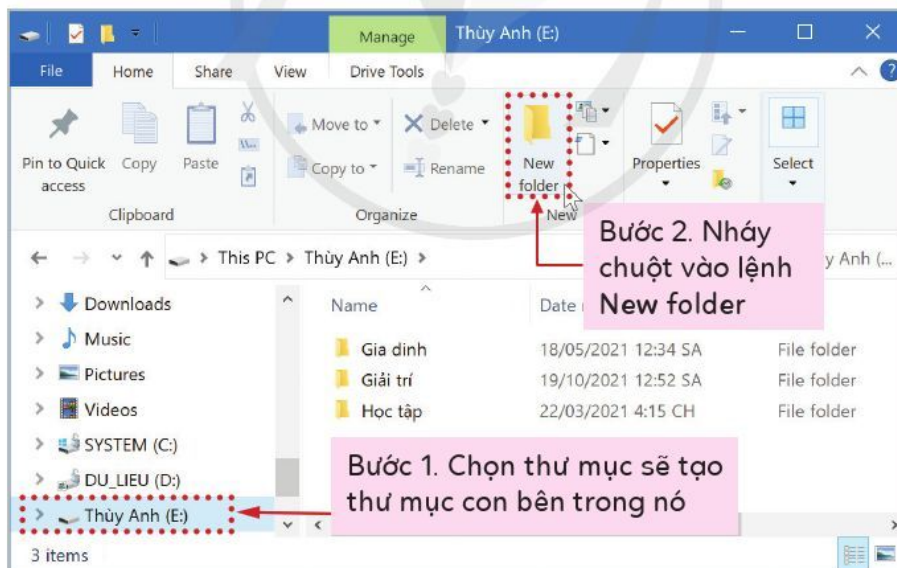 Manage
Thùy Anh (E:)
File Home Share View Drive Tools
Pin to Quick access
Copy
Paste
Clipboard
Move to
Copy to
Delete
Rename
Organize
New folder
New
Properties
Select
Bước 2. Nháy
chuột vào lệnh
New folder
This PC > Thùy Anh (E:) >
y Anh (...
Downloads
Music
Pictures
Videos
SYSTEM (C:)
DU_LIEU (D:)
Thùy Anh (E:)
Name Date File folder
Gia dinh 18/05/2021 12:34 SA File folder
Giải trí 19/10/2021 12:52 SA File folder
Học tập 22/03/2021 4:15 CH File folder
Bước 1. Chọn thư mục sẽ tạo
thư mục con bên trong nó
3 items